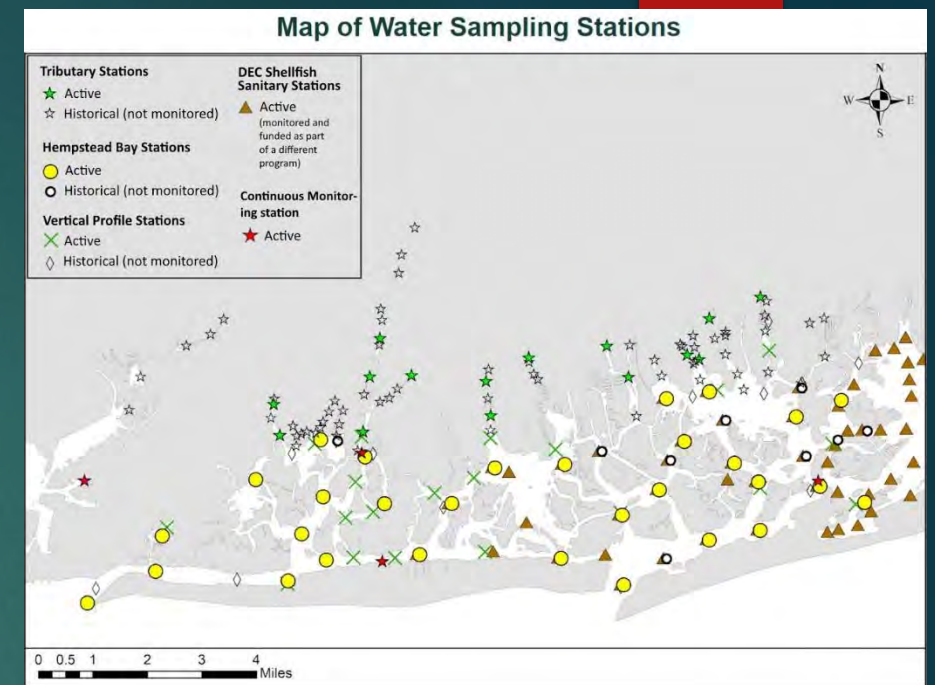 Map of Water Sampling Stations
Tributary Stations
Active
Historical (not monitored)
Hempstead Bay Stations
Active
Historical (not monitored)
Vertical Profile Stations
Active
Historical (not monitored)
DEC Shellfish
Sanitary Stations
Active
(monitored and
funded as part
of a different
program)
Continuous Monitor-
ing station
Active
N
W E
S
0 0.5 1 2 3 4
Miles